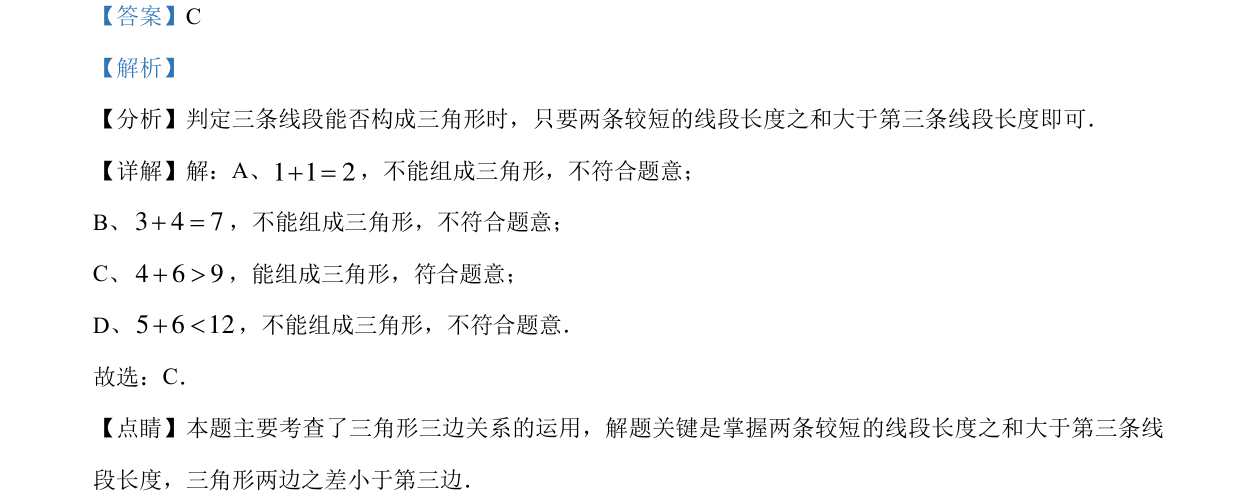 【答案】C
【解析】
【分析】判定三条线段能否构成三角形时，只要两条较短的线段长度之和大于第三条线段长度即可．
【详解】解：A、1+1=2，不能组成三角形，不符合题意；
B、3+4=7，不能组成三角形，不符合题意；
C、4+6>9，能组成三角形，符合题意；
D、5+6<12，不能组成三角形，不符合题意．
故选：C．
【点睛】本题主要考查了三角形三边关系的运用，解题关键是掌握两条较短的线段长度之和大于第三条线
段长度，三角形两边之差小于第三边．